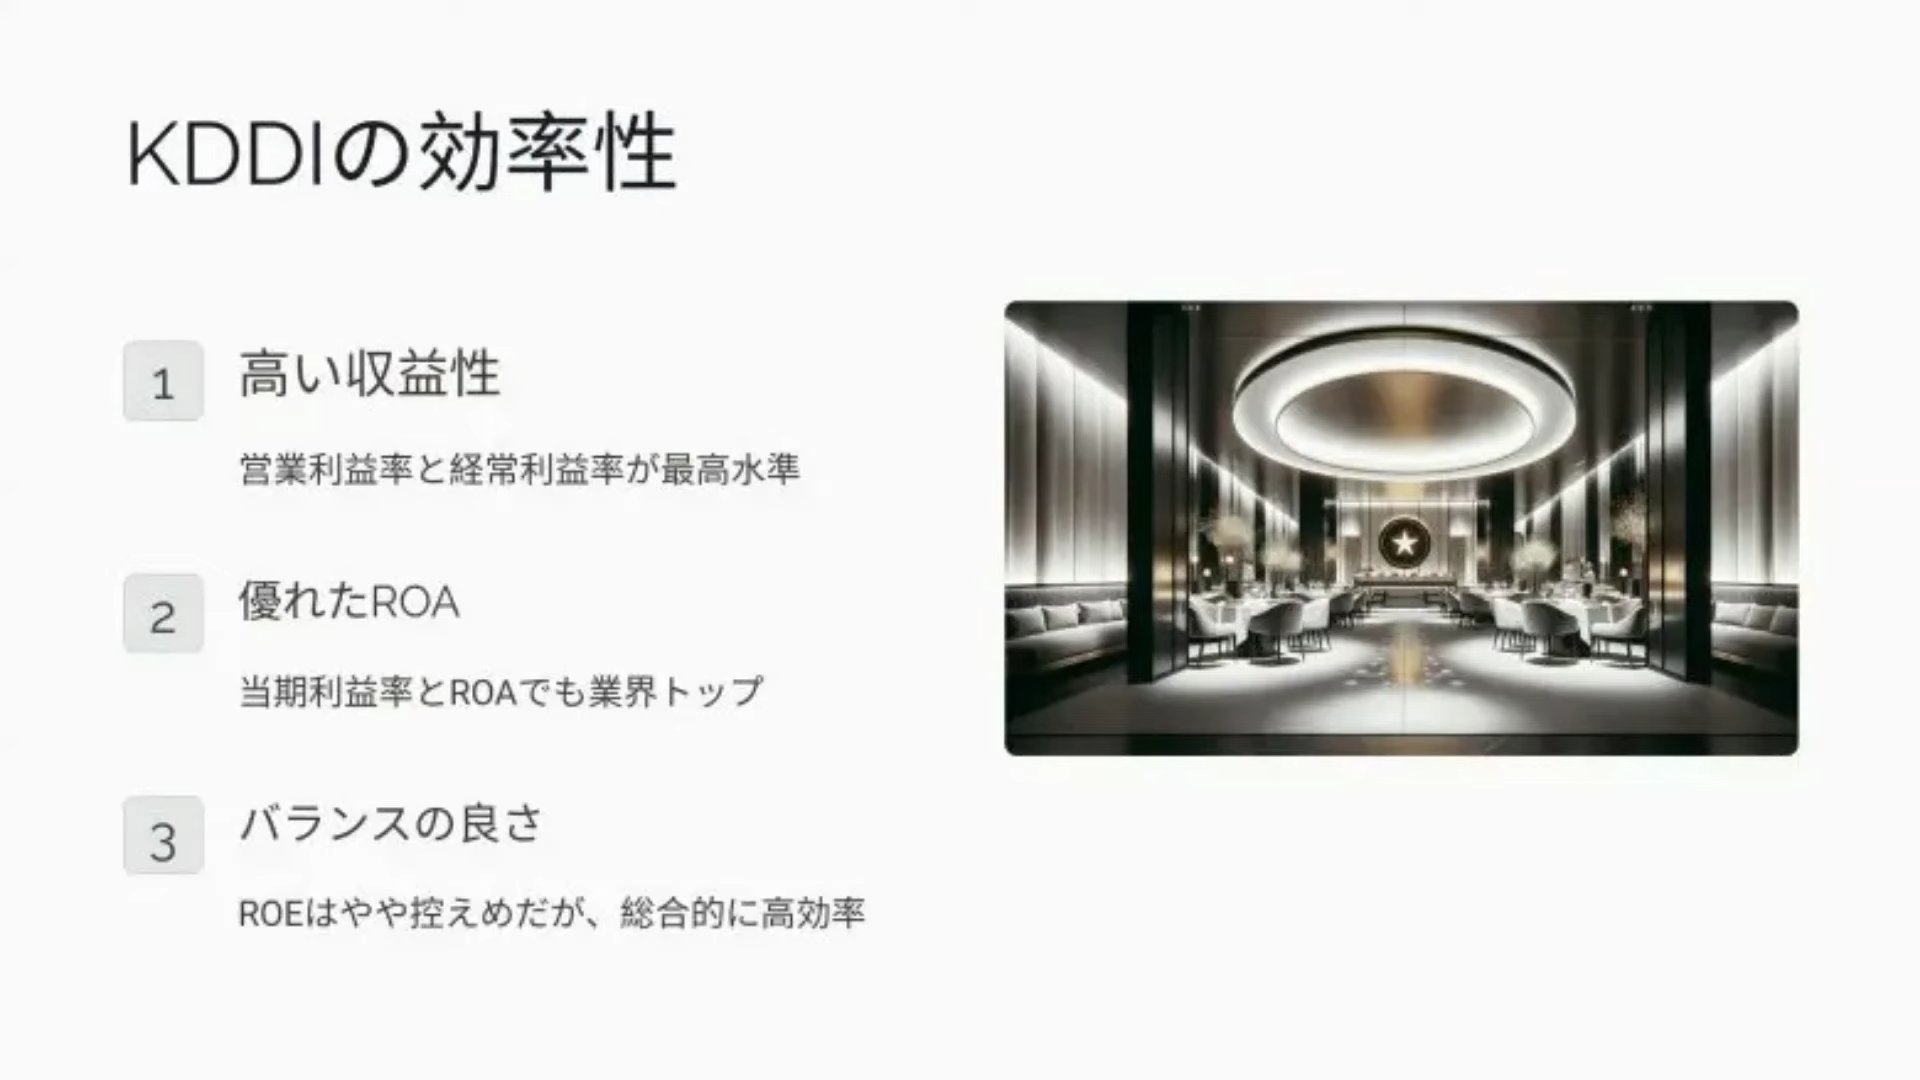 KDDIの効率性
1
高い収益性
営業利益率と経常利益率が最高水準
2
優れたROA
当期利益率とROAでも業界トップ
3
バランスの良さ
ROEはやや控えめだが、総合的に高効率